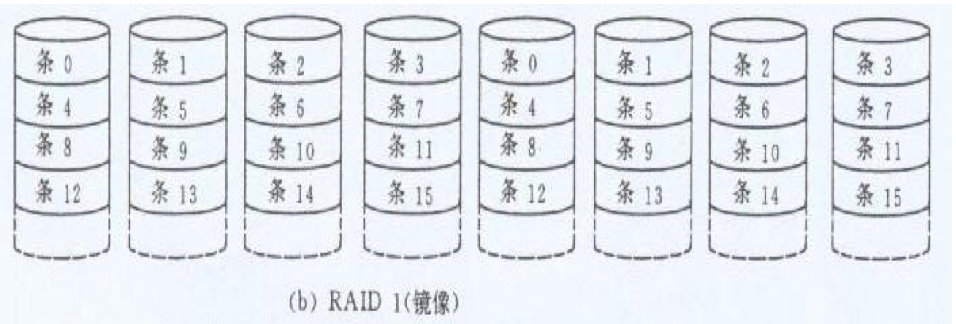 条 0 条 1 条 2 条 3 条 0 条 1 条 2 条 3
条 4 条 5 条 6 条 7 条 4 条 5 条 6 条 7
条 8 条 9 条 10 条 11 条 8 条 9 条 10 条 11
条 12 条 13 条 14 条 15 条 12 条 13 条 14 条 15
(b) RAID 1(镜像)